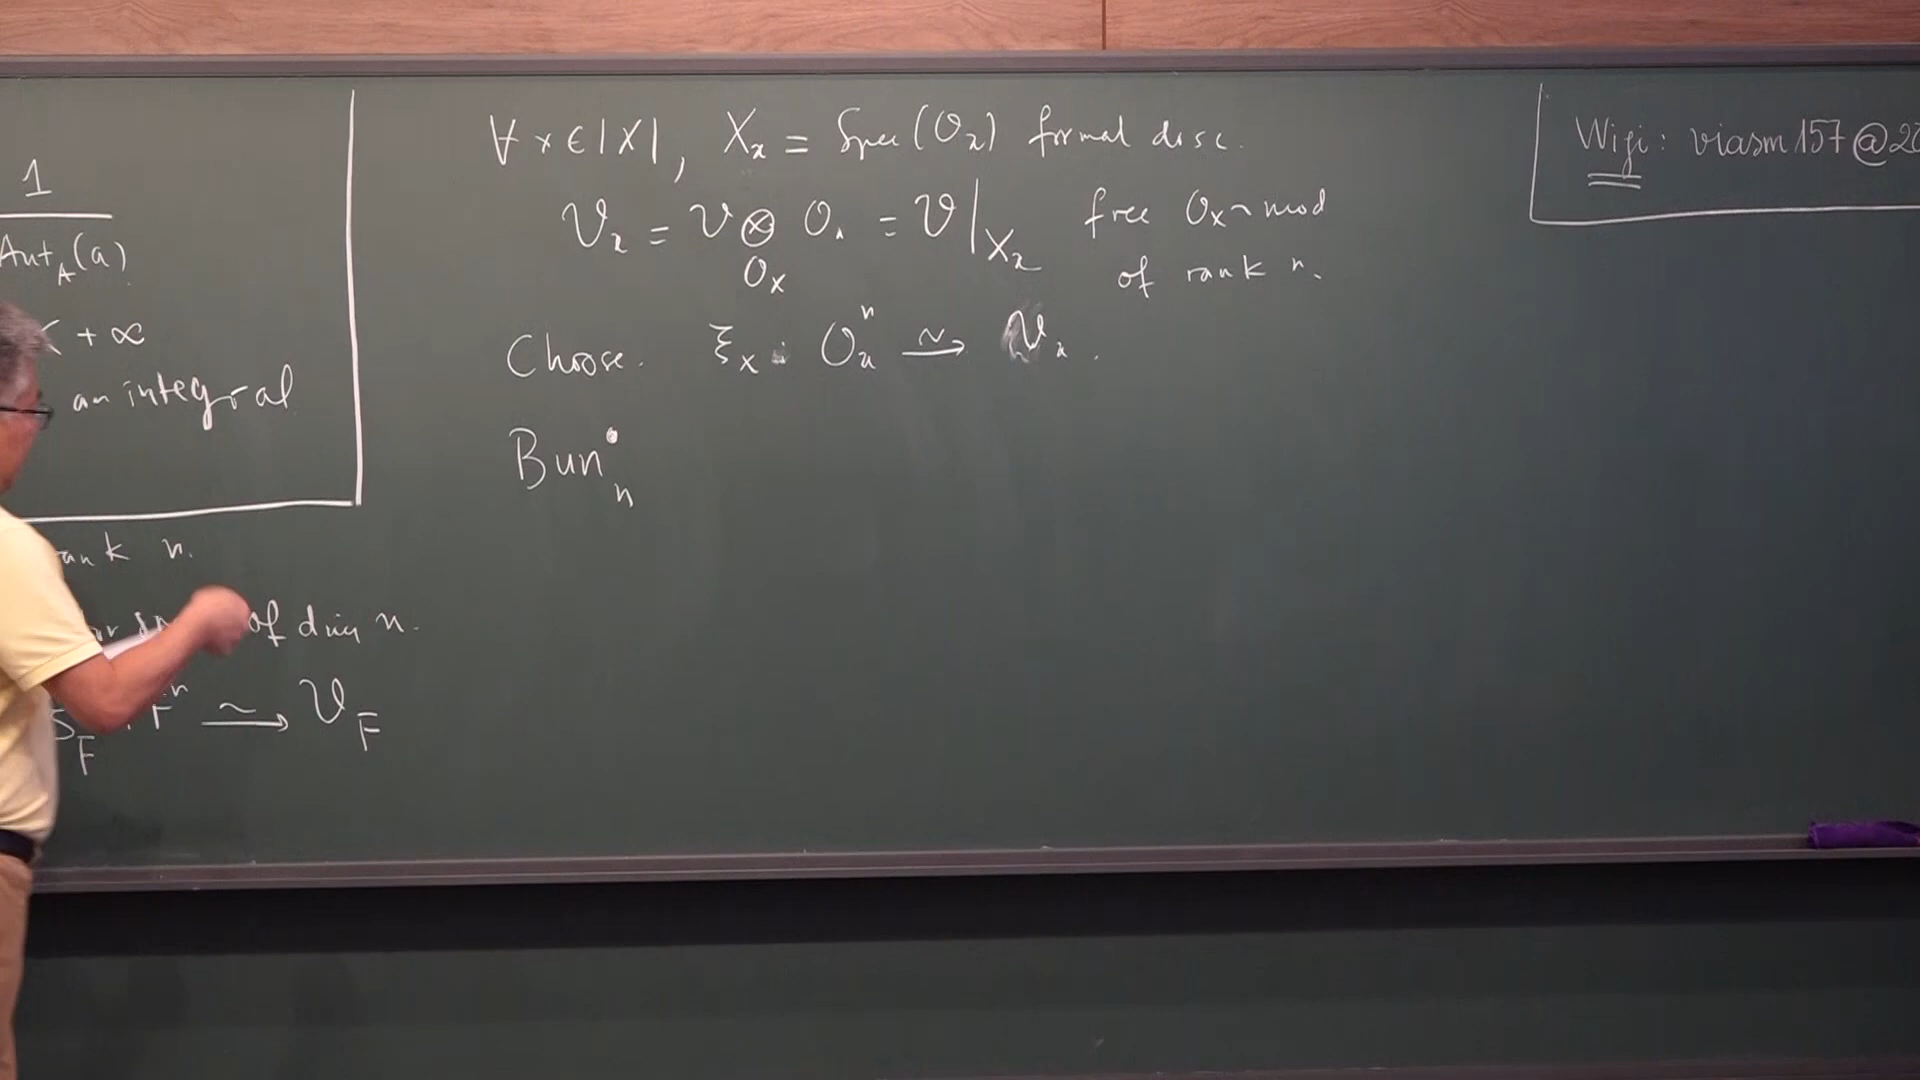 1
Aut_A(a)
< + ∞
an integral
ank n.
of dim n.
F^n ⥲ V_F
∀ x ∈ |X|, X_x = Spec(O_x) formal disc.
V_x = V ⊗_{O_X} O_x = V|_{X_x} free O_x-mod
of rank n.
Choose. ξ_x : O_x^n ⥲ V_x.
Bun_n^•
Wifi: viasm157@20